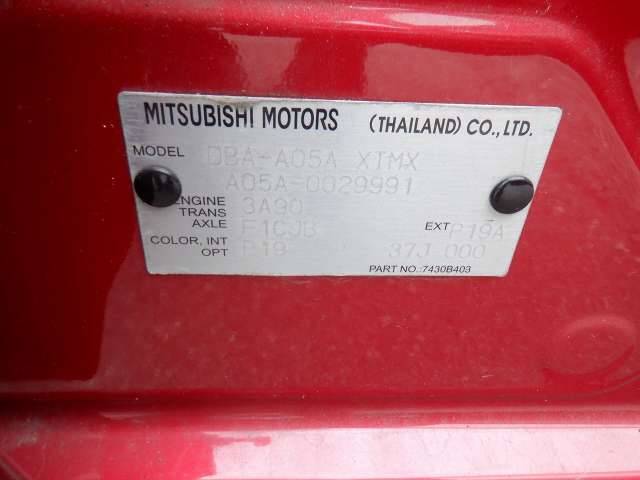 MITSUBISHI MOTORS (THAILAND) CO., LTD.
MODEL DBA-A05A XTMX
A05A-0029991
ENGINE 3A90
TRANS AXLE F1CJB EXT P19A
COLOR, INT OPT P19 37J 000
PART NO.:7430B403